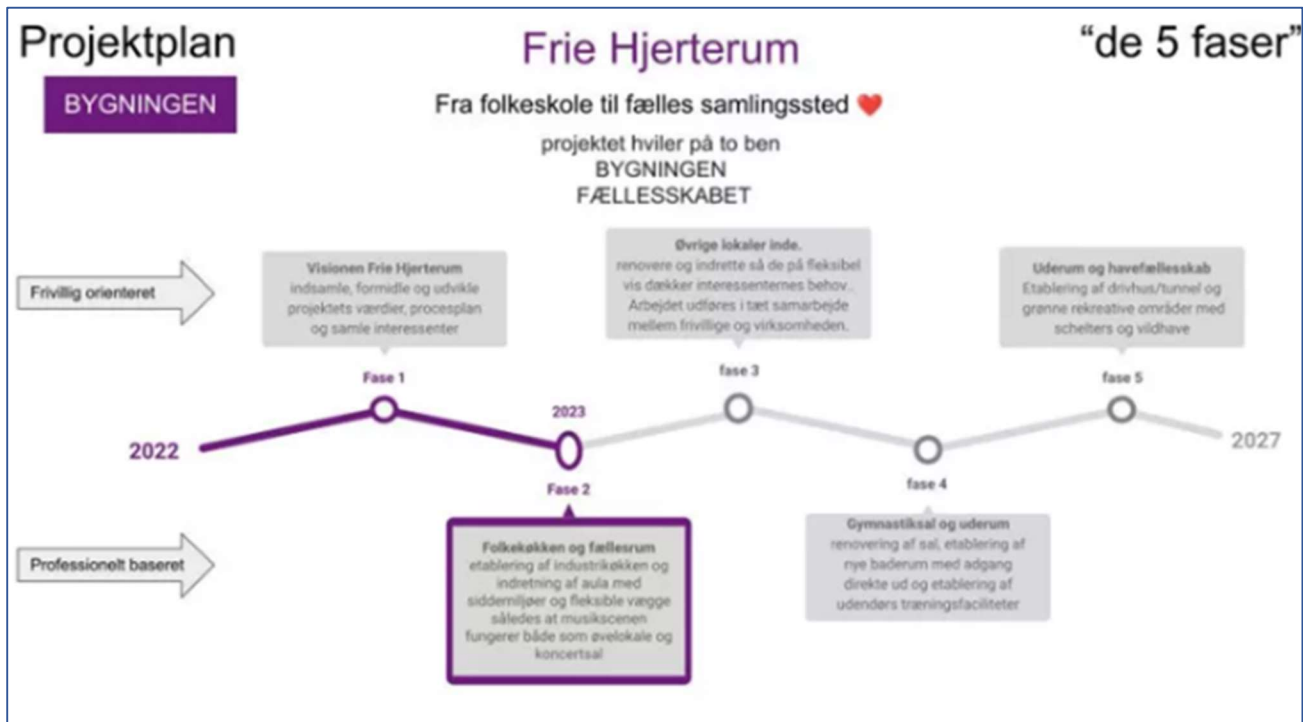 Projektplan
BYGNINGEN
Frie Hjerterum
"de 5 faser"
Fra folkeskole til fælles samlingssted ❤️
projektet hviler på to ben
BYGNINGEN
FÆLLESSKABET
Frivillig orienteret
Visionen Frie Hjerterum
indsamle, formidle og udvikle
projektets værdier, procesplan
og samle interessenter
Fase 1
Øvrige lokaler inde.
renovere og indrette så de på fleksibel
vis dækker interessenternes behov..
Arbejdet udføres i tæt samarbejde
mellem frivillige og virksomheden.
fase 3
Uderum og havefællesskab
Etablering af drivhus/tunnel og
grønne rekreative områder med
schelters og vildhave
fase 5
2022
2023
2027
Fase 2
fase 4
Professionelt baseret
Folkekøkken og fællesrum
etablering af industrikøkken og
indretning af aula med
siddemiljøer og fleksible vægge
således at musikscenen
fungerer både som øvelokale og
koncertsal
Gymnastiksal og uderum
renovering af sal, etablering af
nye baderum med adgang
direkte ud og etablering af
udendørs træningsfaciliteter